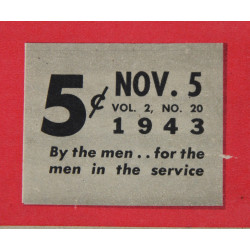 5¢ NOV. 5
VOL. 2, NO. 20
1943
By the men . . for the
men in the service